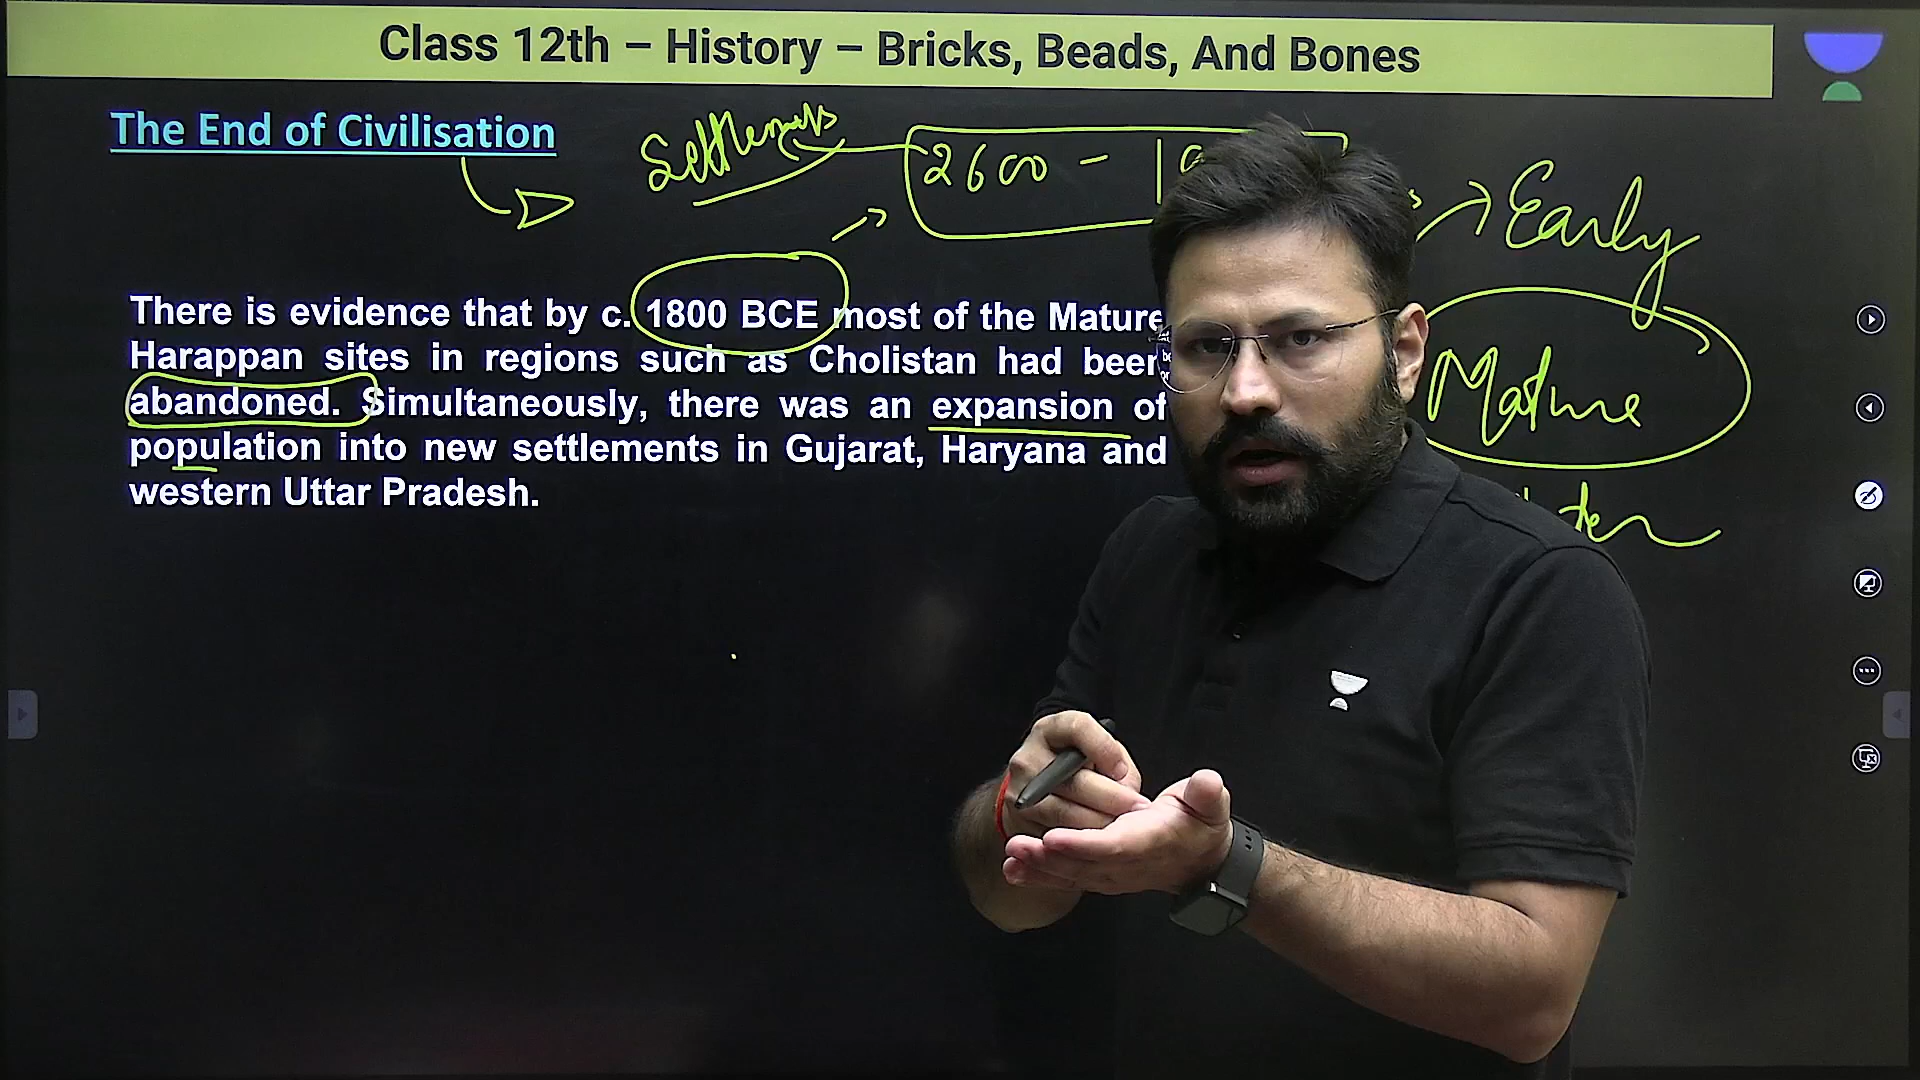 Class 12th – History – Bricks, Beads, And Bones
The End of Civilisation
Settlements
2600 – 19
Early
Mature
There is evidence that by c. 1800 BCE most of the Mature
Harappan sites in regions such as Cholistan had been
abandoned. Simultaneously, there was an expansion of
population into new settlements in Gujarat, Haryana and
western Uttar Pradesh.